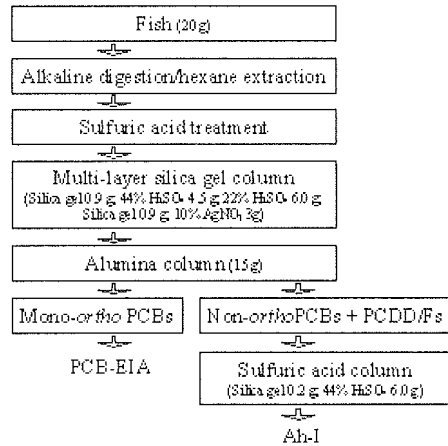 Fish (20g)
Alkaline digestion/hexane extraction
Sulfuric acid treatment
Multi-layer silica gel column
(Silica gel 0.9 g, 44% H₂SO₄ 4.5 g, 22% H₂SO₄ 6.0 g
Silica gel 0.9 g, 10% AgNO₃ 3g)
Alumina column (15g)
Mono-ortho PCBs
Non-ortho PCBs + PCDD/Fs
PCB-EIA
Sulfuric acid column
(Silica gel 0.2 g, 44% H₂SO₄ 6.0 g)
Ah-I